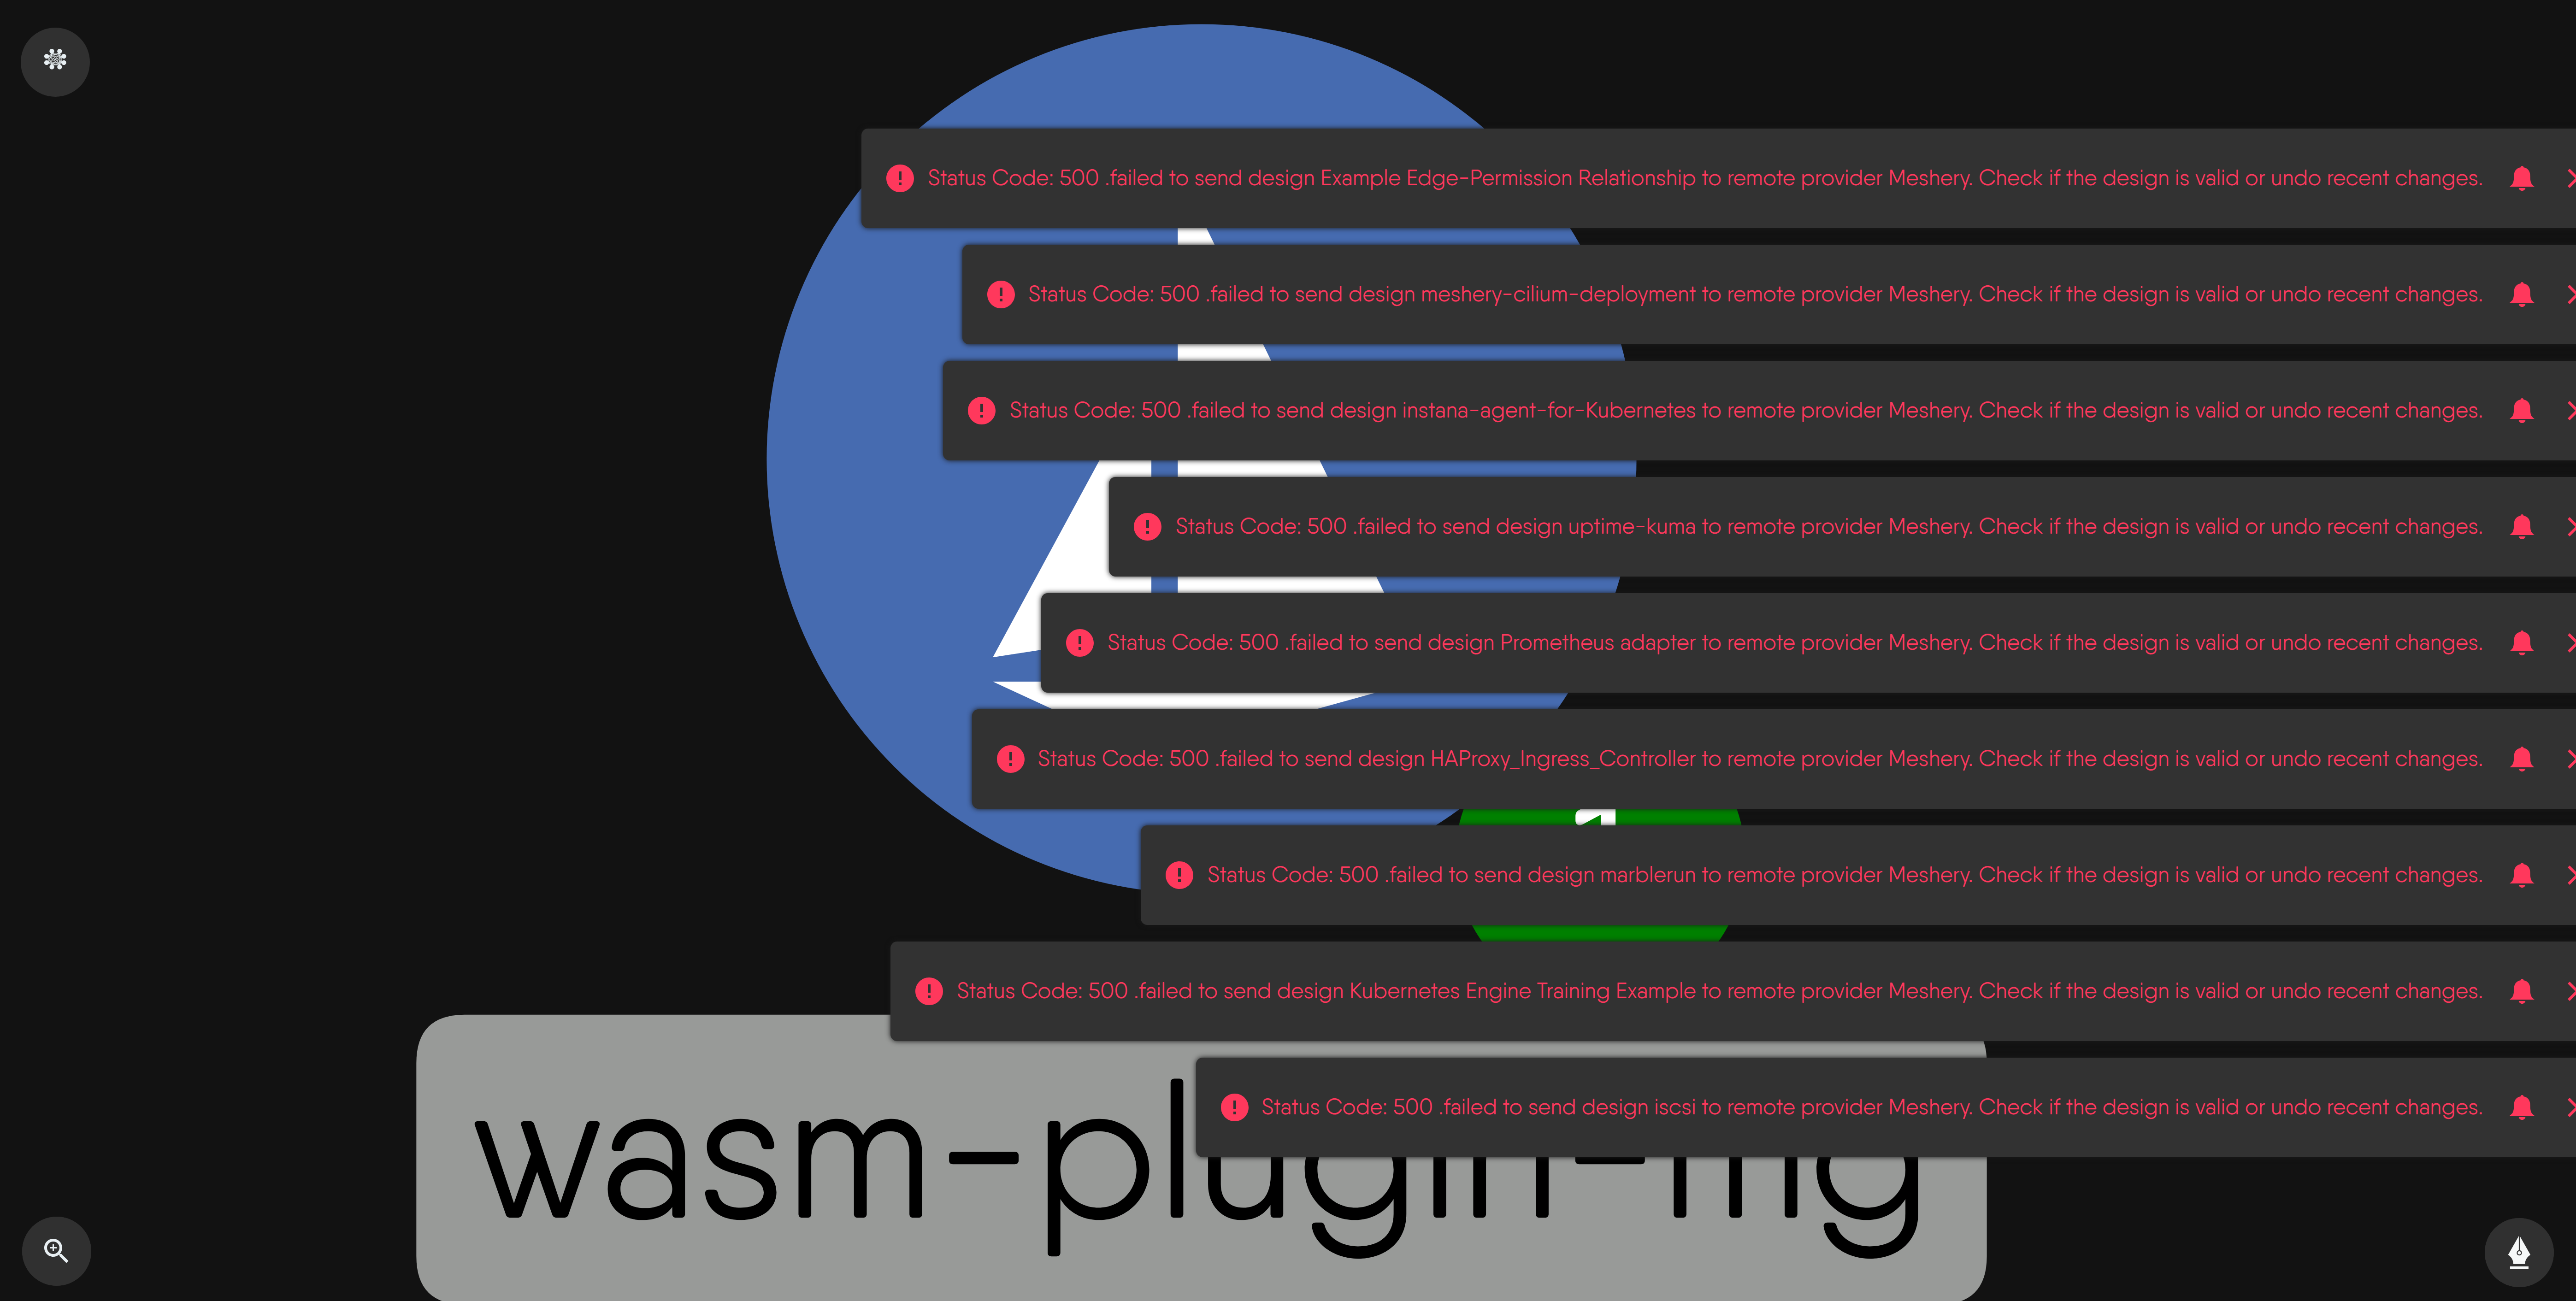 Status Code: 500 .failed to send design Example Edge-Permission Relationship to remote provider Meshery. Check if the design is valid or undo recent changes.
Status Code: 500 .failed to send design meshery-cilium-deployment to remote provider Meshery. Check if the design is valid or undo recent changes.
Status Code: 500 .failed to send design instana-agent-for-Kubernetes to remote provider Meshery. Check if the design is valid or undo recent changes.
Status Code: 500 .failed to send design uptime-kuma to remote provider Meshery. Check if the design is valid or undo recent changes.
Status Code: 500 .failed to send design Prometheus adapter to remote provider Meshery. Check if the design is valid or undo recent changes.
Status Code: 500 .failed to send design HAProxy_Ingress_Controller to remote provider Meshery. Check if the design is valid or undo recent changes.
Status Code: 500 .failed to send design marblerun to remote provider Meshery. Check if the design is valid or undo recent changes.
Status Code: 500 .failed to send design Kubernetes Engine Training Example to remote provider Meshery. Check if the design is valid or undo recent changes.
Status Code: 500 .failed to send design iscsi to remote provider Meshery. Check if the design is valid or undo recent changes.
wasm-plugin